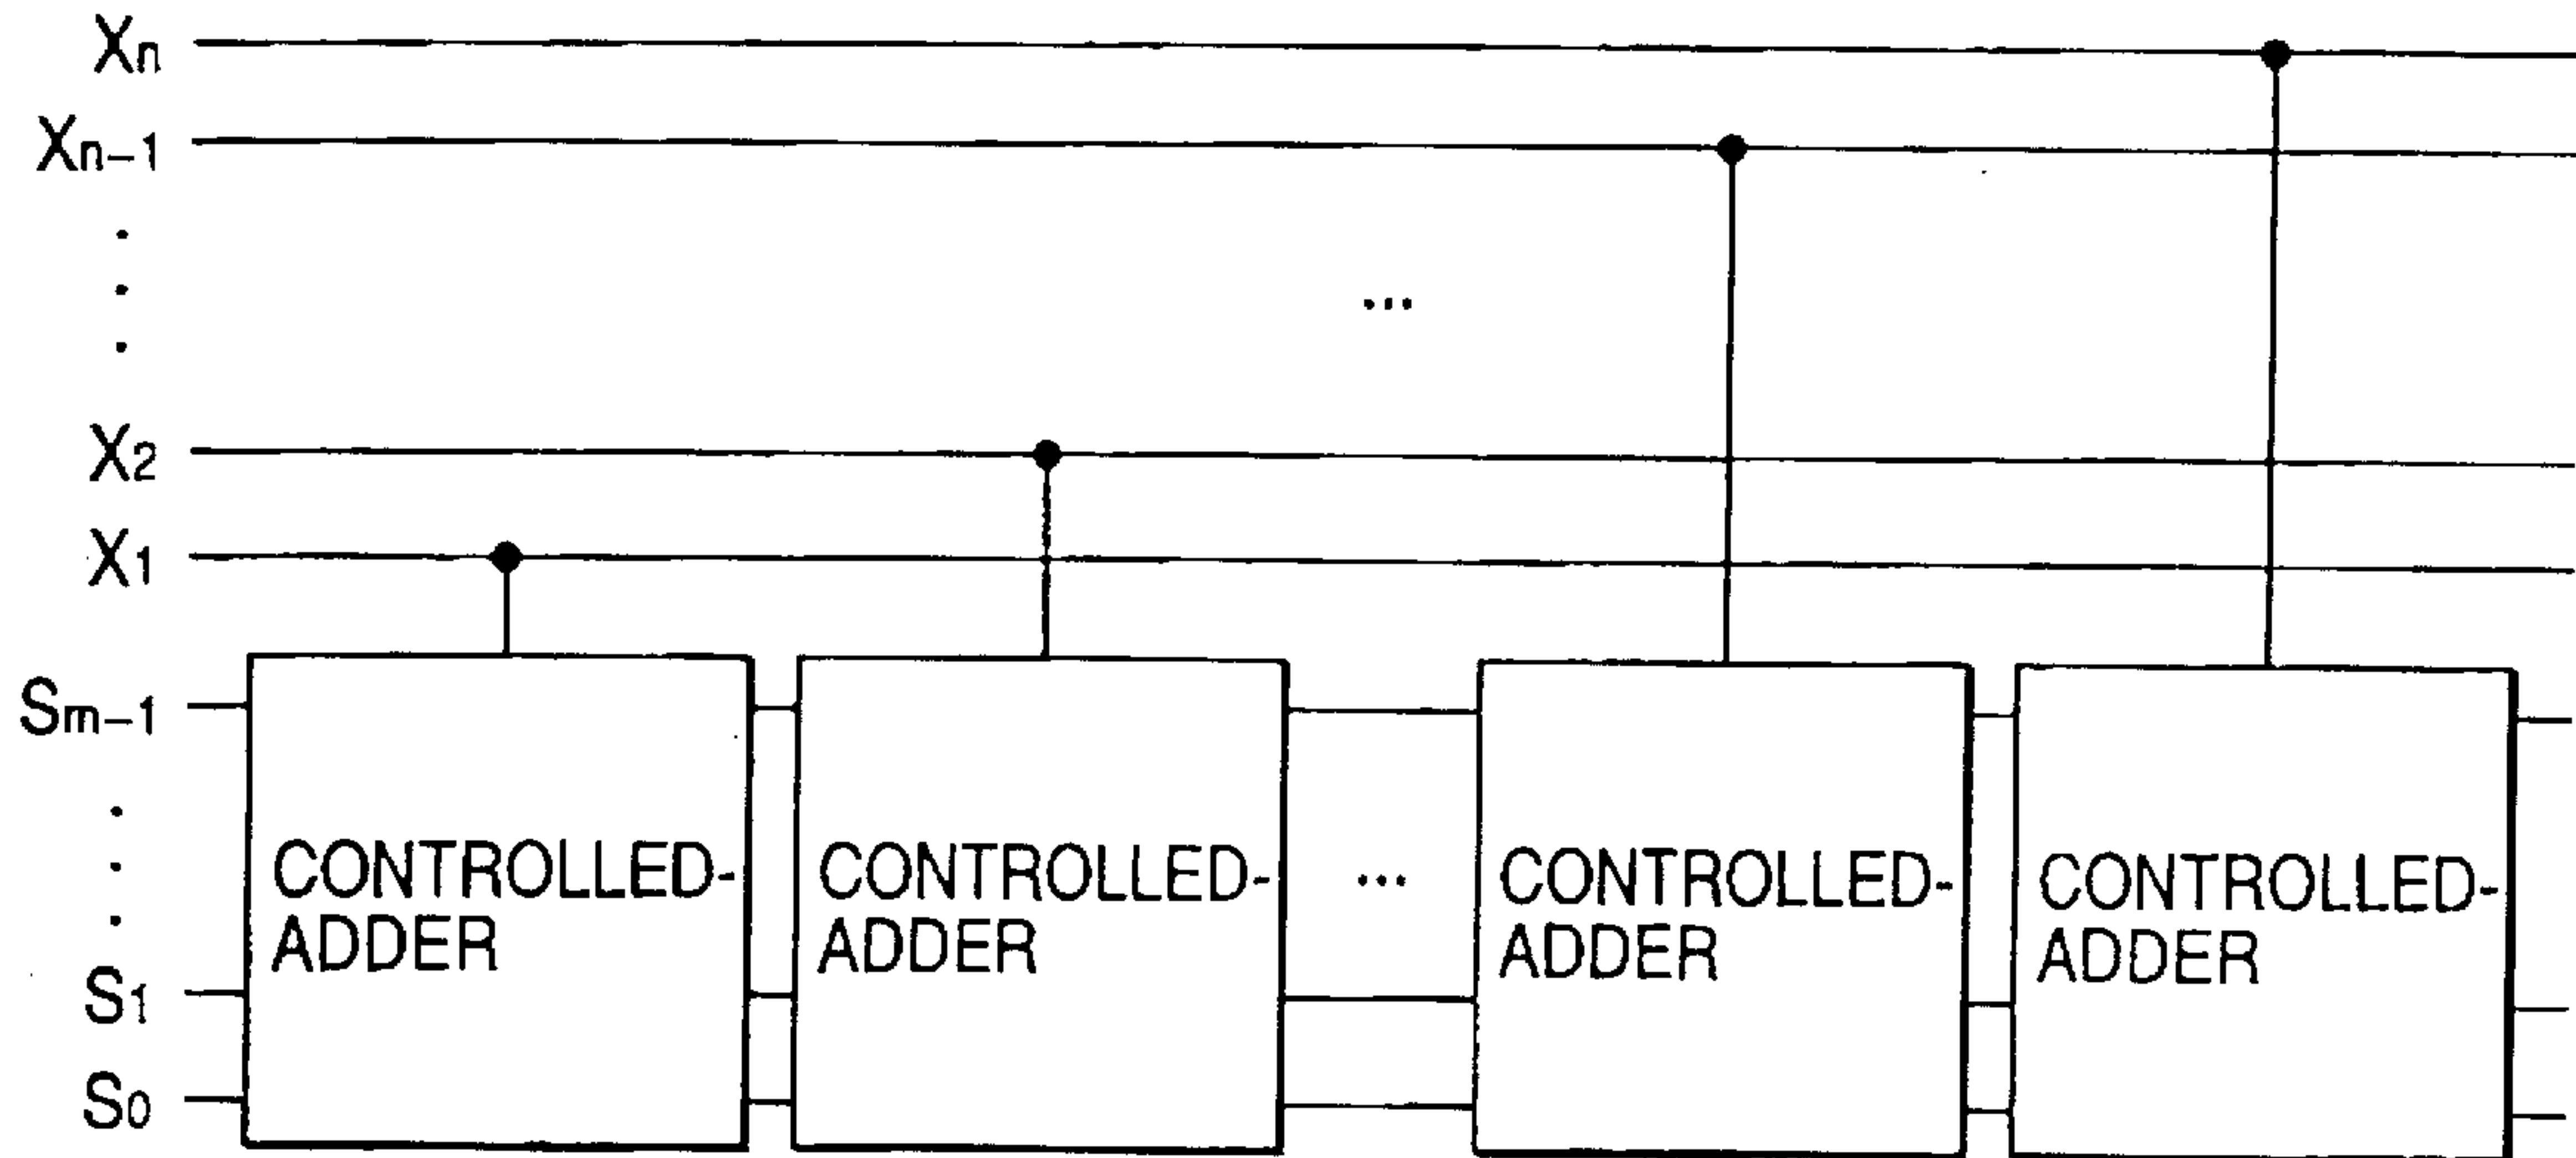 Xn
Xn-1
.
.
.
...
X2
X1
Sm-1
.
.
.
S1
S0
CONTROLLED-
ADDER
CONTROLLED-
ADDER
...
CONTROLLED-
ADDER
CONTROLLED-
ADDER